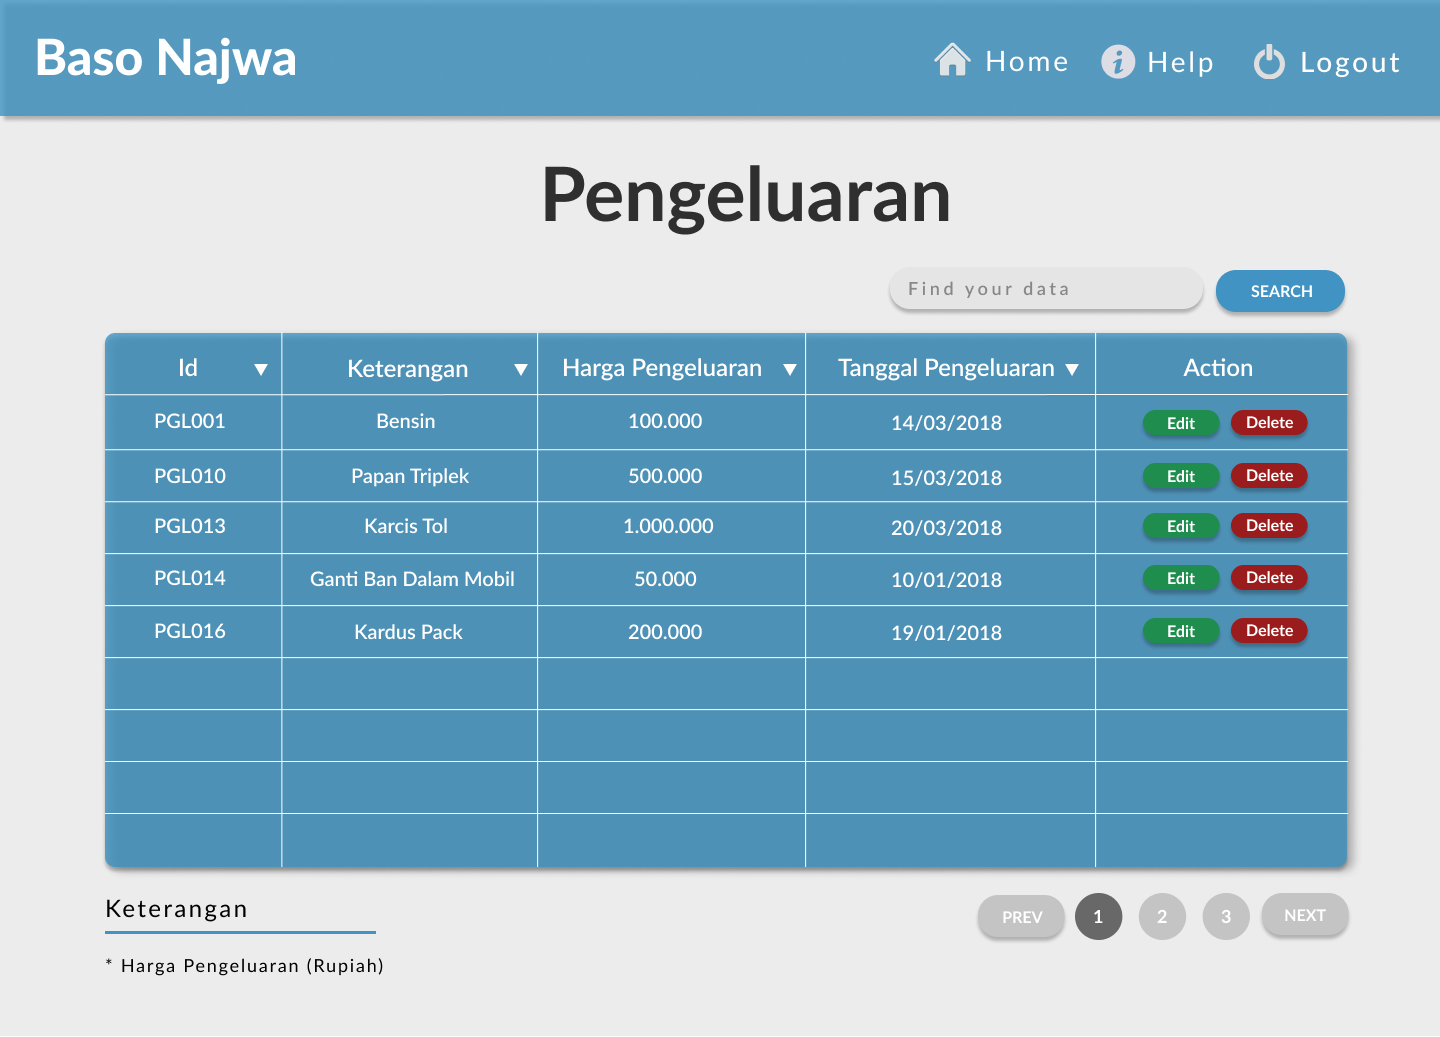 Baso Najwa
Home Help Logout
Pengeluaran
Find your data SEARCH
Id Keterangan Harga Pengeluaran Tanggal Pengeluaran Action
PGL001 Bensin 100.000 14/03/2018 Edit Delete
PGL010 Papan Triplek 500.000 15/03/2018 Edit Delete
PGL013 Karcis Tol 1.000.000 20/03/2018 Edit Delete
PGL014 Ganti Ban Dalam Mobil 50.000 10/01/2018 Edit Delete
PGL016 Kardus Pack 200.000 19/01/2018 Edit Delete
Keterangan
PREV 1 2 3 NEXT
* Harga Pengeluaran (Rupiah)